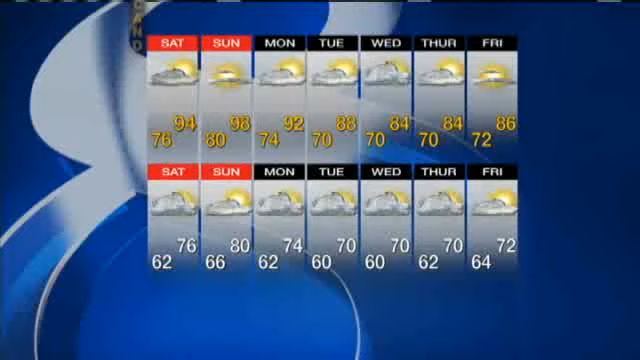 SAT SUN MON TUE WED THUR FRI
94 98 92 88 84 84 86
76 80 74 70 70 70 72
SAT SUN MON TUE WED THUR FRI
76 80 74 70 70 70 72
62 66 62 60 60 62 64